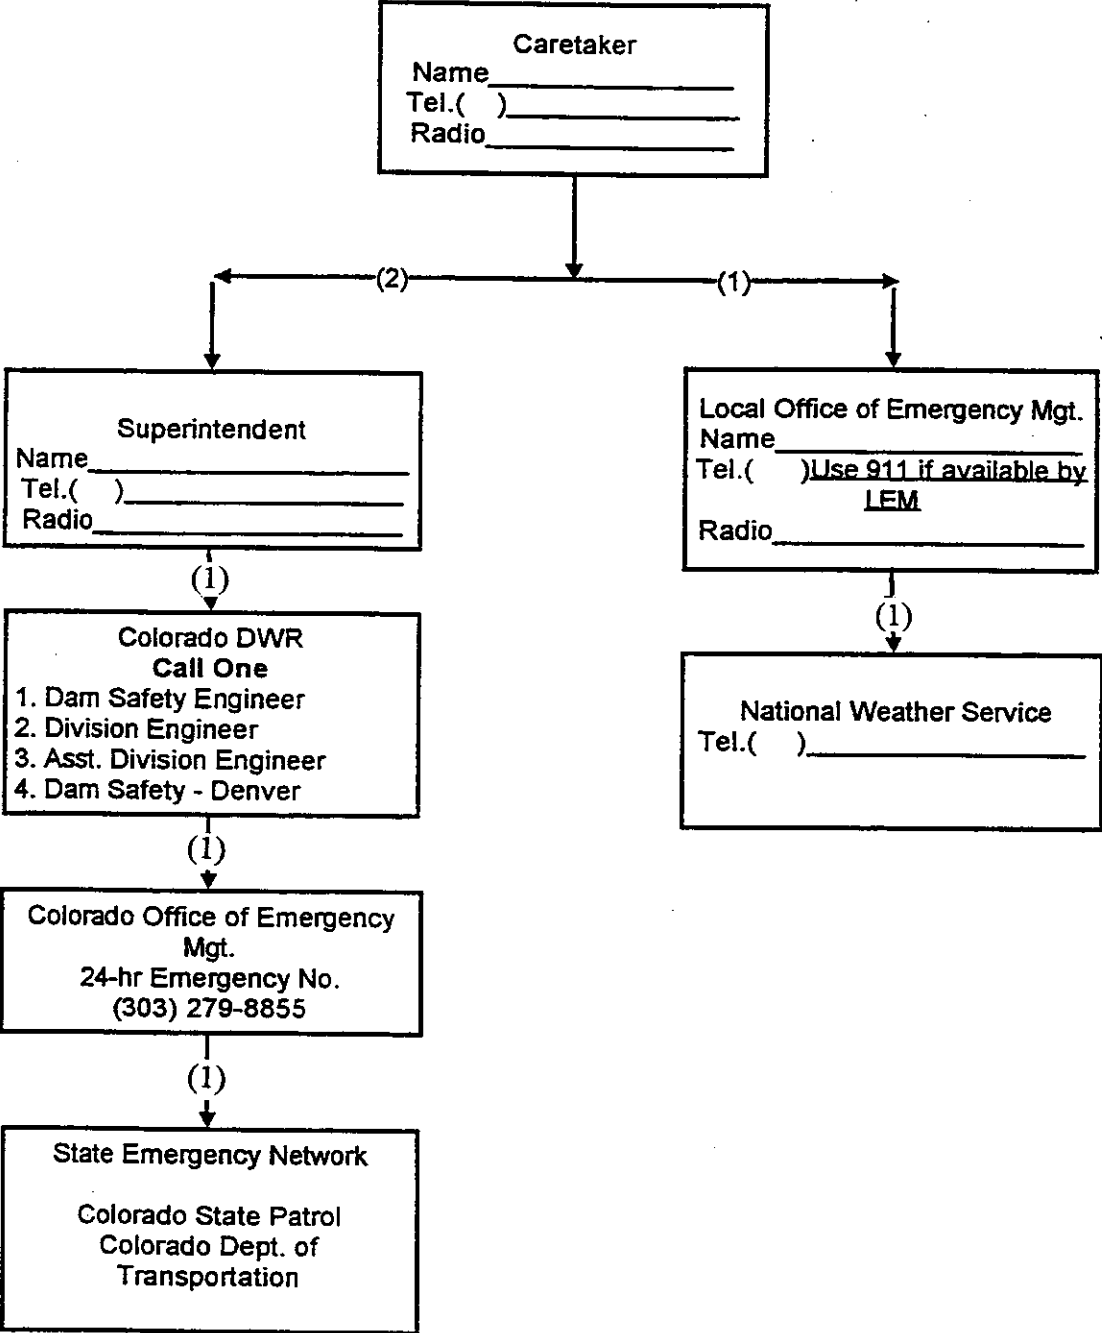 Caretaker
Name
Tel.( )
Radio
(2)
(1)
Superintendent
Name
Tel.( )
Radio
(1)
Colorado DWR
Call One
1. Dam Safety Engineer
2. Division Engineer
3. Asst. Division Engineer
4. Dam Safety - Denver
(1)
Colorado Office of Emergency
Mgt.
24-hr Emergency No.
(303) 279-8855
(1)
State Emergency Network
Colorado State Patrol
Colorado Dept. of
Transportation
Local Office of Emergency Mgt.
Name
Tel.( )Use 911 if available by
LEM
Radio
(1)
National Weather Service
Tel.( )